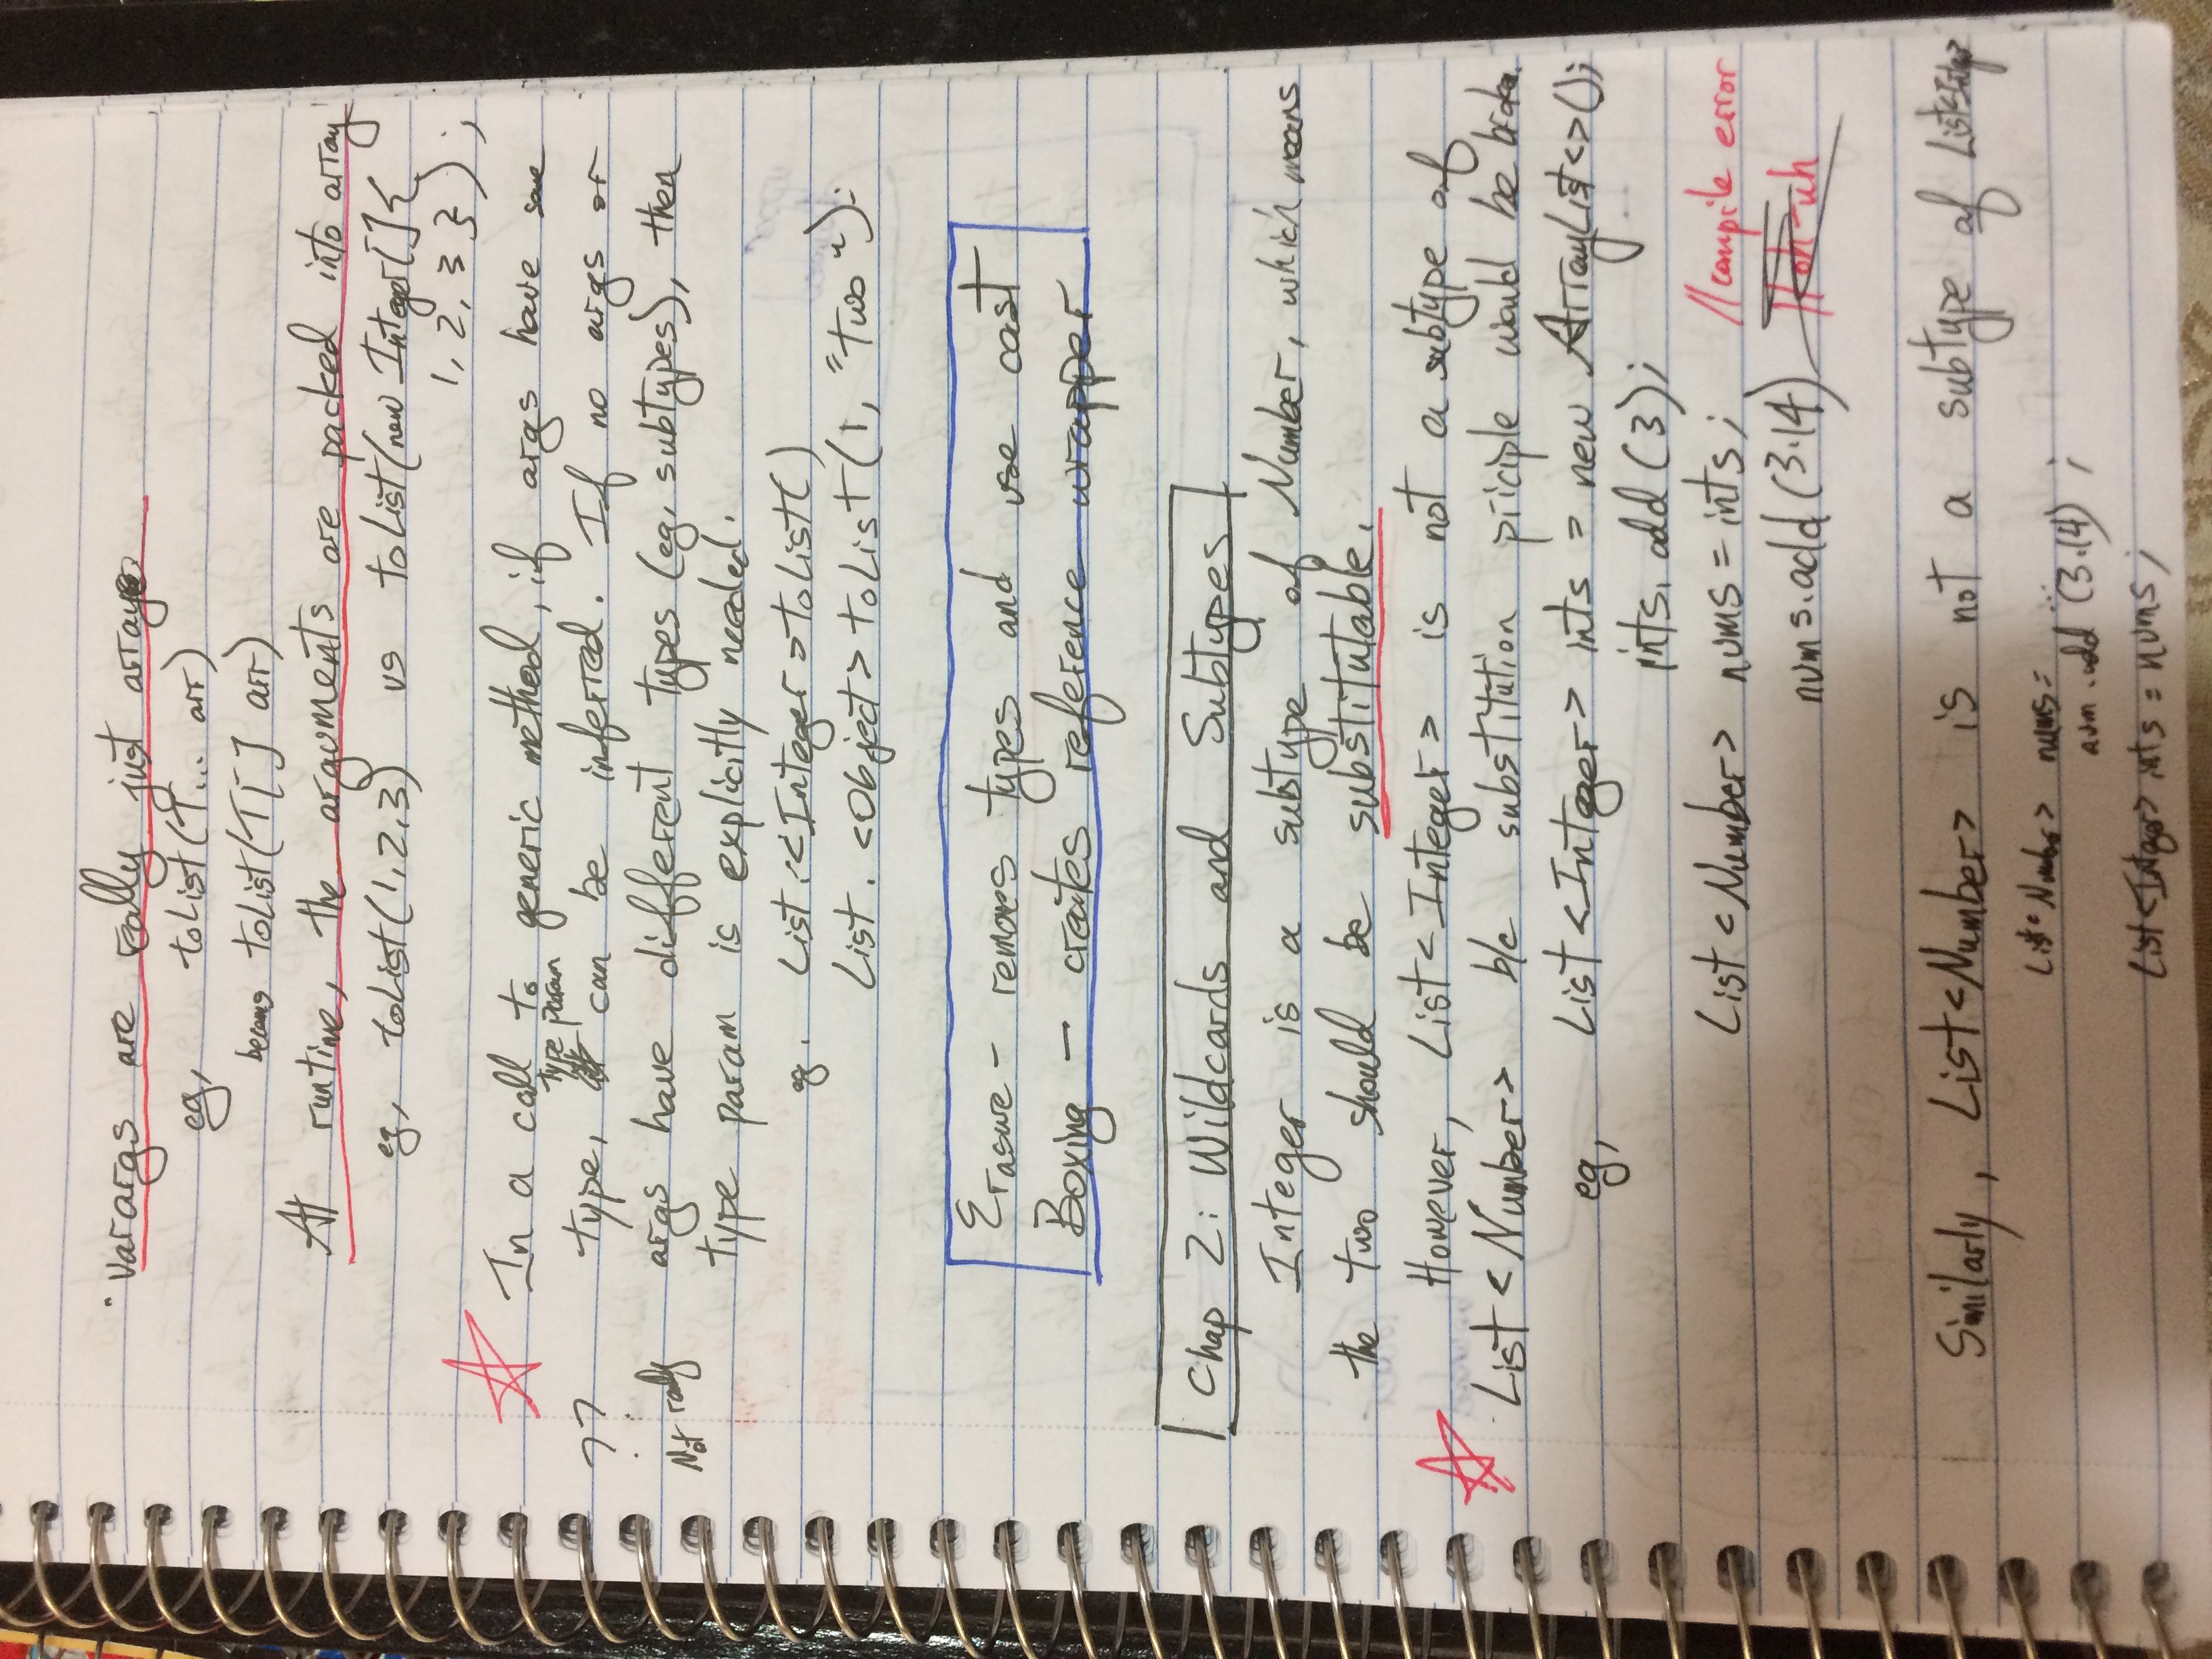 · varargs are really just arrays
eg, toList(T... arr)
becoms toList(T[] arr)
At runtime, the arguments are packed into array!
eg, toList(1,2,3) vs toList(new Integer[]{
1, 2, 3 });
In a call to generic method, if args have same
type, type param can be inferred. If no args or
??
args have different types (eg, subtypes), then
Not really
type param is explicitly needed.
eg. List.<Integer>toList()
List.<Object>toList(1, "two"):
Erasure - removes types and use cast
Boxing - creates reference wrapper
Chap 2: Wildcards and Subtypes
Integer is a subtype of Number, which means
the two should be substitutable.
However, List<Integer> is not a subtype of
List<Number> b/c substitution priciple would be broken.
eg, List<Integer> ints = new ArrayList<>();
ints.add(3);
List<Number> nums = ints; //compile error
nums.add(3.14) //oh-uh
Similarly, List<Number> is not a subtype of List<Integer>
List<Number> nums = ...
num.add(3.14);
List<Integer> ints = nums;